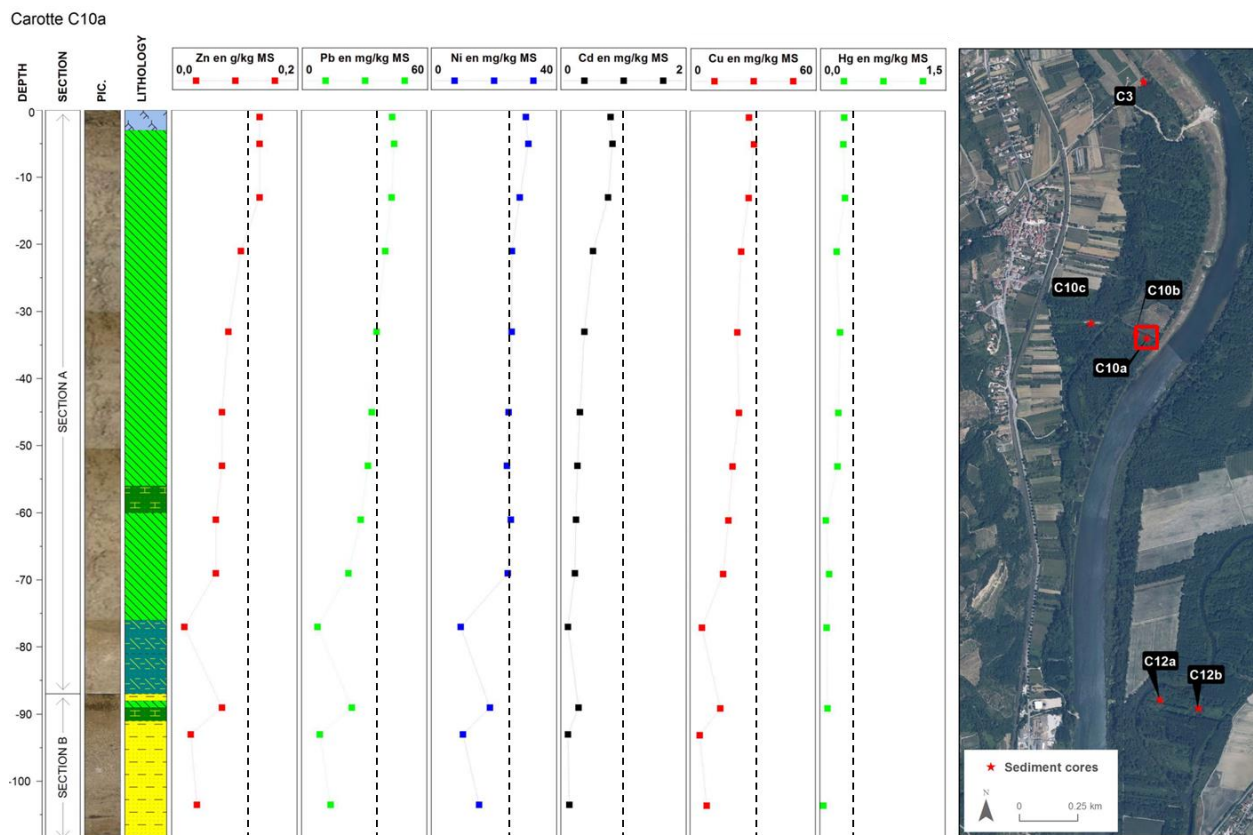 Carotte C10a
DEPTH
SECTION
PIC.
LITHOLOGY
Zn en g/kg MS
0,0 0,2
Pb en mg/kg MS
0 60
Ni en mg/kg MS
0 40
Cd en mg/kg MS
0 2
Cu en mg/kg MS
0 60
Hg en mg/kg MS
0,0 1,5
0
-10
-20
-30
-40
-50
-60
-70
-80
-90
-100
SECTION A
SECTION B
C3
C10c
C10b
C10a
C12a
C12b
Sediment cores
N
0 0.25 km